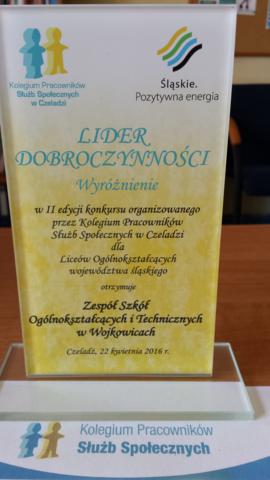 Kolegium Pracowników
Służb Społecznych
w Czeladzi
Śląskie.
Pozytywna energia
LIDER
DOBROCZYNNOŚCI
Wyróżnienie
w II edycji konkursu organizowanego
przez Kolegium Pracowników
Służb Społecznych w Czeladzi
dla
Liceów Ogólnokształcących
województwa śląskiego
otrzymuje
Zespół Szkół
Ogólnokształcących i Technicznych
w Wojkowicach
Czeladź, 22 kwietnia 2016 r.
Kolegium Pracowników
Służb Społecznych